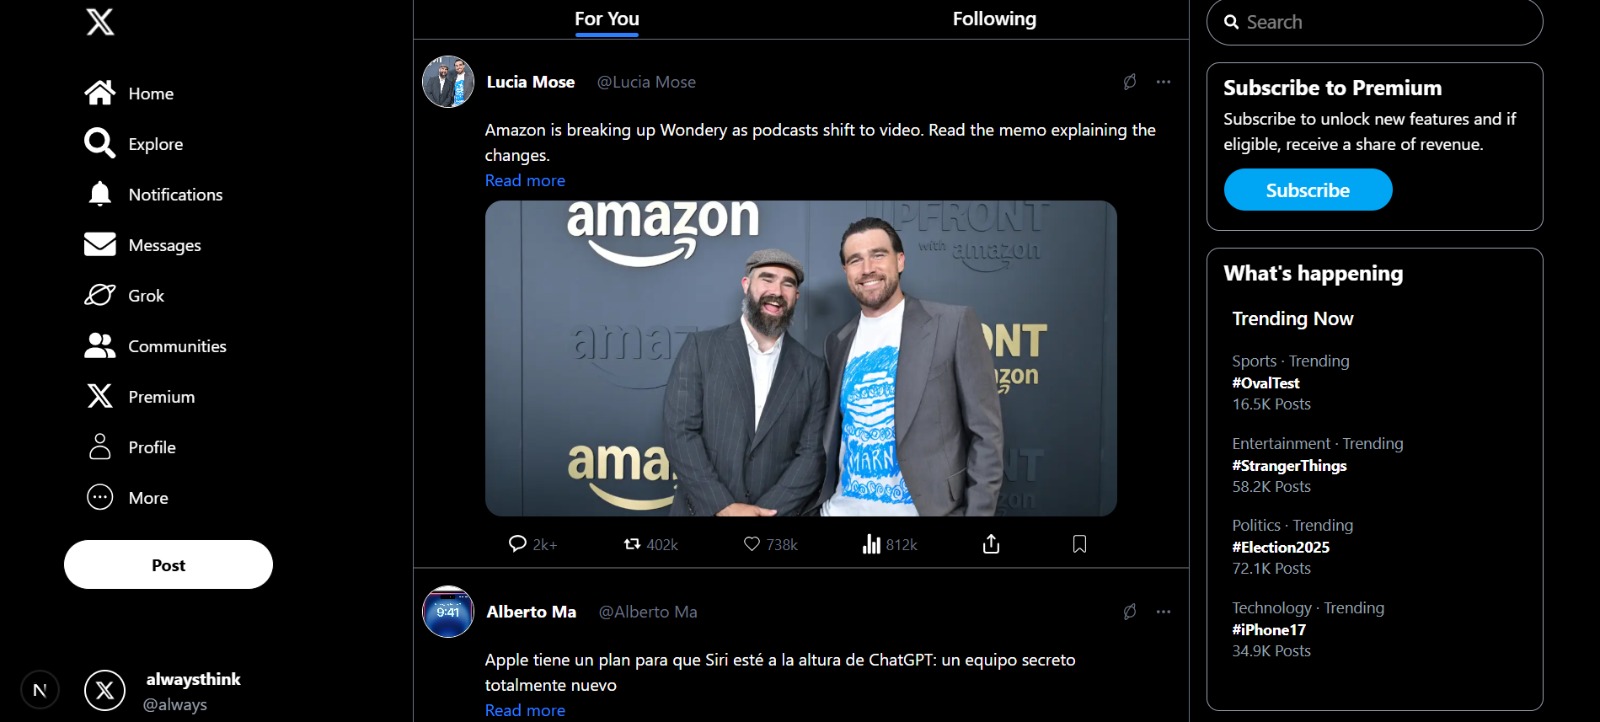 Home
Explore
Notifications
Messages
Grok
Communities
Premium
Profile
More
Post
N
alwaysthink
@always
For You
Following
Lucia Mose @Lucia Mose
Amazon is breaking up Wondery as podcasts shift to video. Read the memo explaining the
changes.
Read more
amazon
UPFRONT
with amazon
amaz
FRONT
amazon
ama
2k+ 402k 738k 812k
Alberto Ma @Alberto Ma
9:41
Apple tiene un plan para que Siri esté a la altura de ChatGPT: un equipo secreto
totalmente nuevo
Read more
Search
Subscribe to Premium
Subscribe to unlock new features and if
eligible, receive a share of revenue.
Subscribe
What's happening
Trending Now
Sports · Trending
#OvalTest
16.5K Posts
Entertainment · Trending
#StrangerThings
58.2K Posts
Politics · Trending
#Election2025
72.1K Posts
Technology · Trending
#iPhone17
34.9K Posts